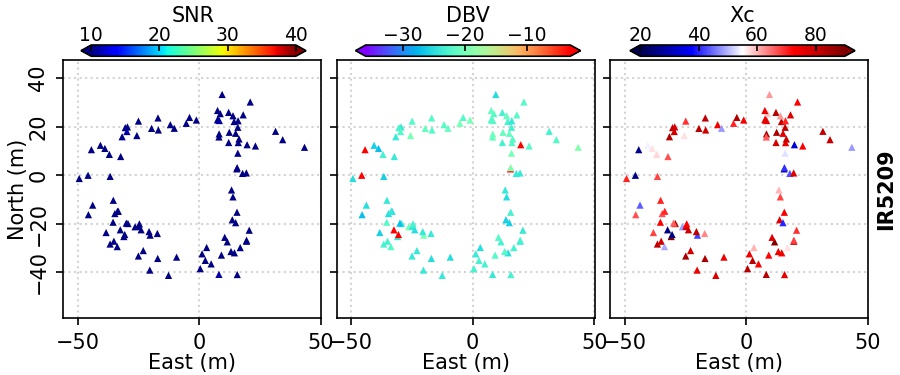 SNR DBV Xc
10 20 30 40 −30 −20 −10 20 40 60 80
40
20
0
−20
−40
North (m)
IR5209
−50 0 50 −50 0 50 −50 0 50
East (m) East (m) East (m)